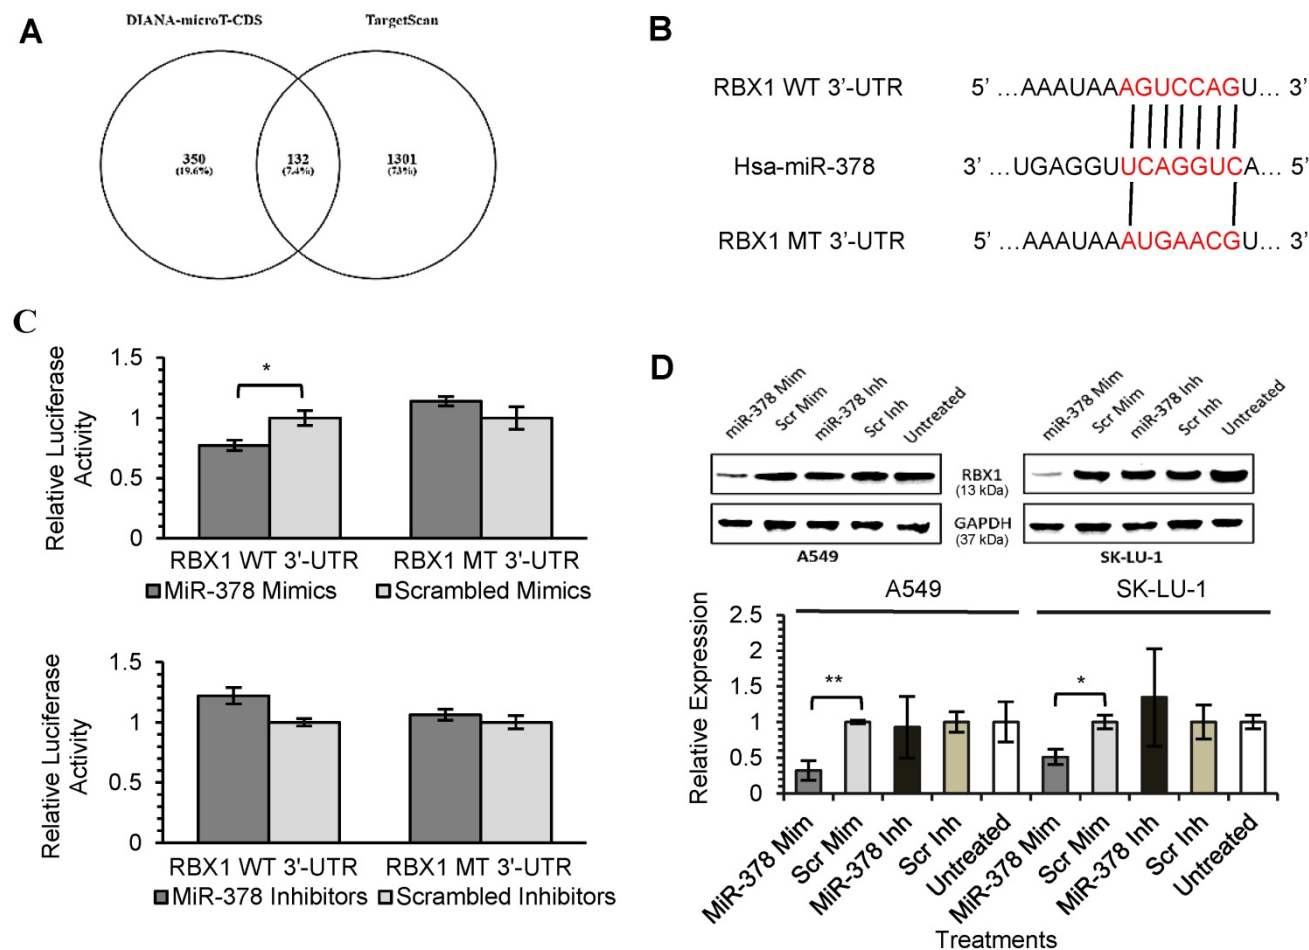 A
DIANA-microT-CDS
TargetScan
350
(19.6%)
132
(7.4%)
1301
(73%)
B
RBX1 WT 3'-UTR 5' …AAAUAAAGUCCAGU… 3'
Hsa-miR-378 3' …UGAGGUUCAGGUCA… 5'
RBX1 MT 3'-UTR 5' …AAAUAAAUGAACGU… 3'
C
Relative Luciferase
Activity
1.5
1
0.5
0
*
RBX1 WT 3'-UTR
RBX1 MT 3'-UTR
MiR-378 Mimics
Scrambled Mimics
Relative Luciferase
Activity
1.5
1
0.5
0
RBX1 WT 3'-UTR
RBX1 MT 3'-UTR
MiR-378 Inhibitors
Scrambled Inhibitors
D
miR-378 Mim
Scr Mim
miR-378 Inh
Scr Inh
Untreated
miR-378 Mim
Scr Mim
miR-378 Inh
Scr Inh
Untreated
RBX1
(13 kDa)
GAPDH
(37 kDa)
A549
SK-LU-1
A549
SK-LU-1
Relative Expression
2.5
2
1.5
1
0.5
0
**
*
MiR-378 Mim
Scr Mim
MiR-378 Inh
Scr Inh
Untreated
MiR-378 Mim
Scr Mim
MiR-378 Inh
Scr Inh
Untreated
Treatments